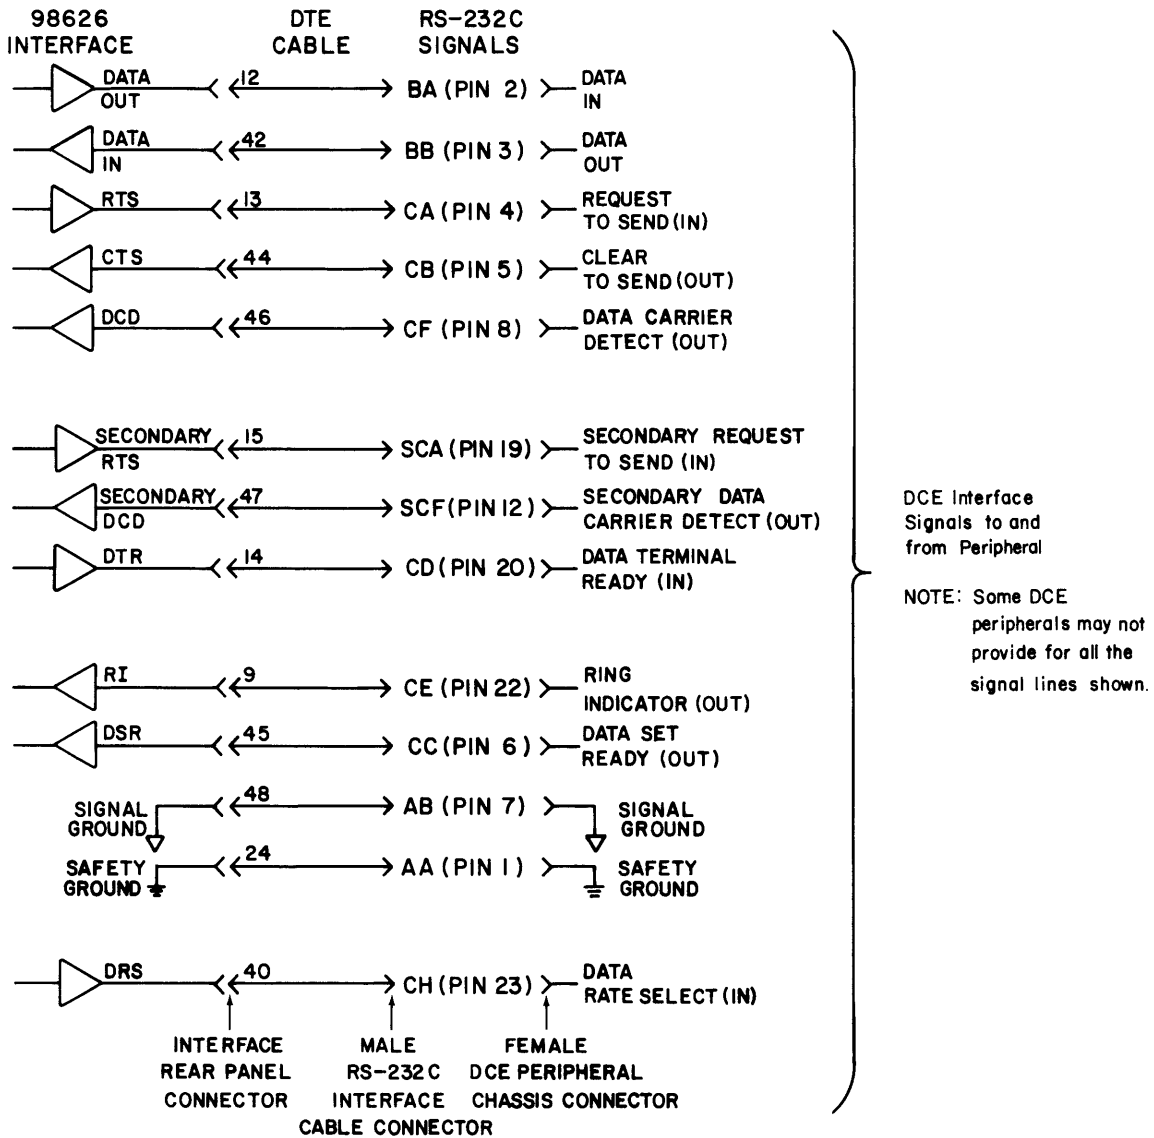 98626 DTE RS-232C
INTERFACE CABLE SIGNALS
DATA 12 BA (PIN 2) DATA
OUT IN
DATA 42 BB (PIN 3) DATA
IN OUT
RTS 13 CA (PIN 4) REQUEST
TO SEND (IN)
CTS 44 CB (PIN 5) CLEAR
TO SEND (OUT)
DCD 46 CF (PIN 8) DATA CARRIER
DETECT (OUT)
SECONDARY 15 SCA (PIN 19) SECONDARY REQUEST
RTS TO SEND (IN)
SECONDARY 47 SCF (PIN 12) SECONDARY DATA
DCD CARRIER DETECT (OUT)
DTR 14 CD (PIN 20) DATA TERMINAL
READY (IN)
RI 9 CE (PIN 22) RING
INDICATOR (OUT)
DSR 45 CC (PIN 6) DATA SET
READY (OUT)
SIGNAL 48 AB (PIN 7) SIGNAL
GROUND GROUND
SAFETY 24 AA (PIN 1) SAFETY
GROUND GROUND
DRS 40 CH (PIN 23) DATA
RATE SELECT (IN)
INTERFACE MALE FEMALE
REAR PANEL RS-232C DCE PERIPHERAL
CONNECTOR INTERFACE CHASSIS CONNECTOR
CABLE CONNECTOR
DCE Interface
Signals to and
from Peripheral
NOTE: Some DCE
peripherals may not
provide for all the
signal lines shown.